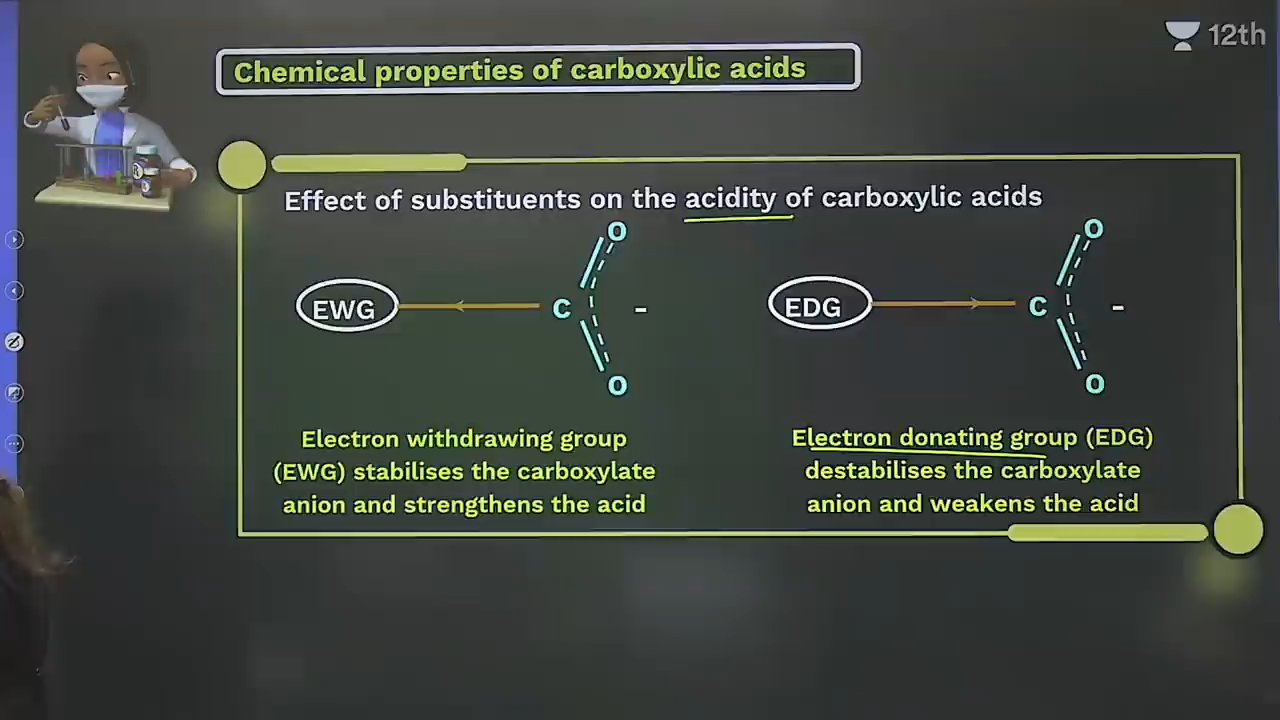 12th
Chemical properties of carboxylic acids
Effect of substituents on the acidity of carboxylic acids
O O
EWG C - EDG C -
O O
Electron withdrawing group
(EWG) stabilises the carboxylate
anion and strengthens the acid
Electron donating group (EDG)
destabilises the carboxylate
anion and weakens the acid